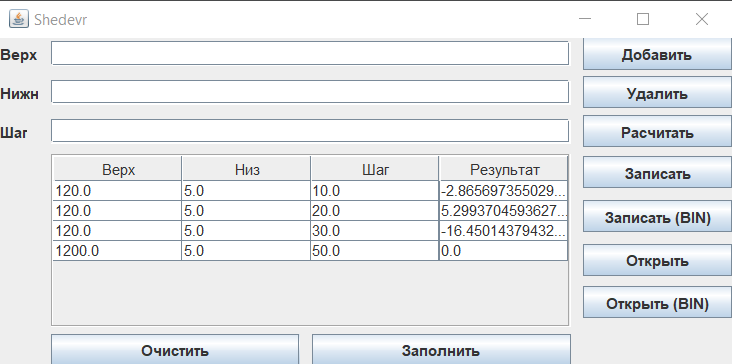 Shedevr
Верх
Добавить
Нижн
Удалить
Шаг
Расчитать
Верх Низ Шаг Результат
120.0 5.0 10.0 -2.865697355029...
120.0 5.0 20.0 5.2993704593627...
120.0 5.0 30.0 -16.45014379432...
1200.0 5.0 50.0 0.0
Записать
Записать (BIN)
Открыть
Открыть (BIN)
Очистить Заполнить